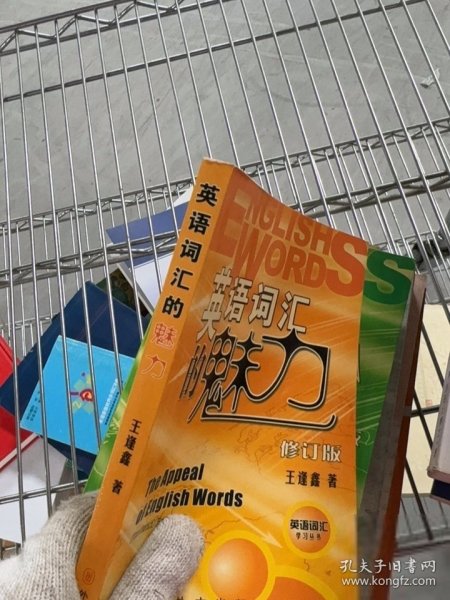 英语词汇的魅力
王逢鑫 著
ENGLISH
WORDS
S
英语词汇
的魅力
修订版
王逢鑫 著
The Appeal
of English Words
英语词汇
学习丛书
孔夫子旧书网
www.kongfz.com